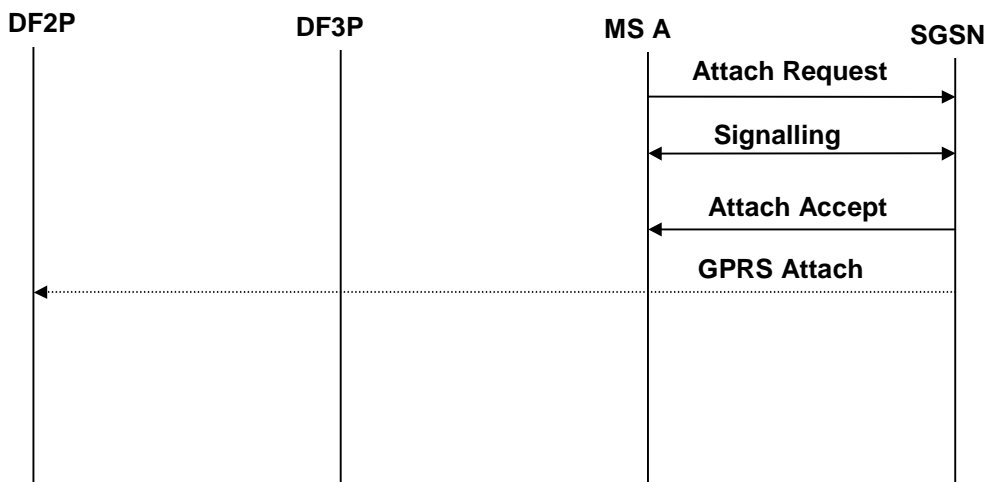 DF2P
DF3P
MS A
SGSN
Attach Request
Signalling
Attach Accept
GPRS Attach